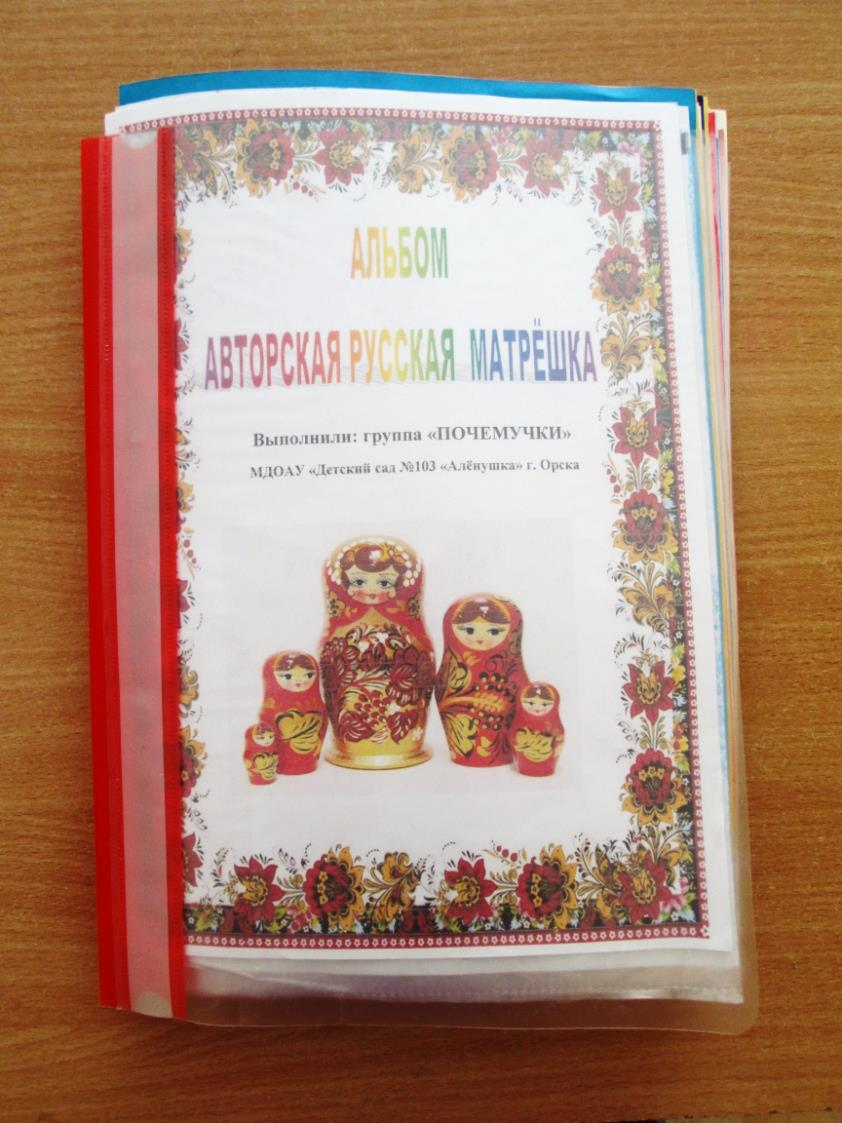 АЛЬБОМ
АВТОРСКАЯ РУССКАЯ МАТРЁШКА
Выполнили: группа «ПОЧЕМУЧКИ»
МДОАУ «Детский сад №103 «Алёнушка» г. Орска